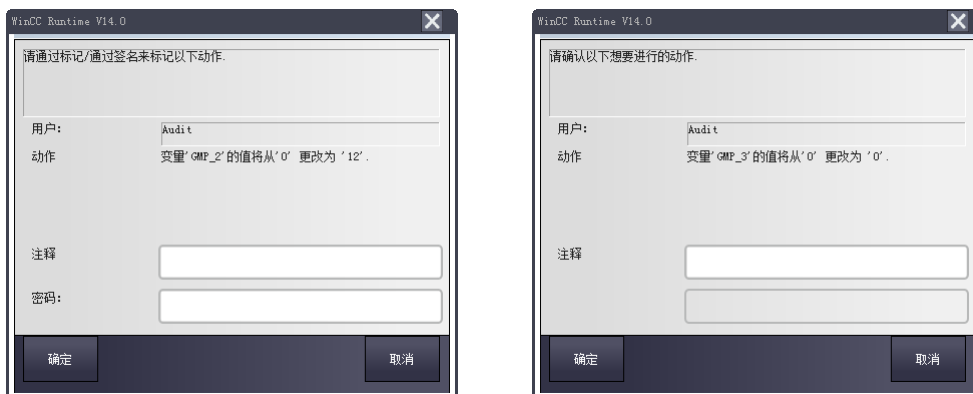 WinCC Runtime V14.0
请通过标记/通过签名来标记以下动作.
用户:
Audit
动作
变量'GMP_2'的值将从'0' 更改为 '12'.
注释
密码:
确定
取消
WinCC Runtime V14.0
请确认以下想要进行的动作.
用户:
Audit
动作
变量'GMP_3'的值将从'0' 更改为 '0'.
注释
确定
取消